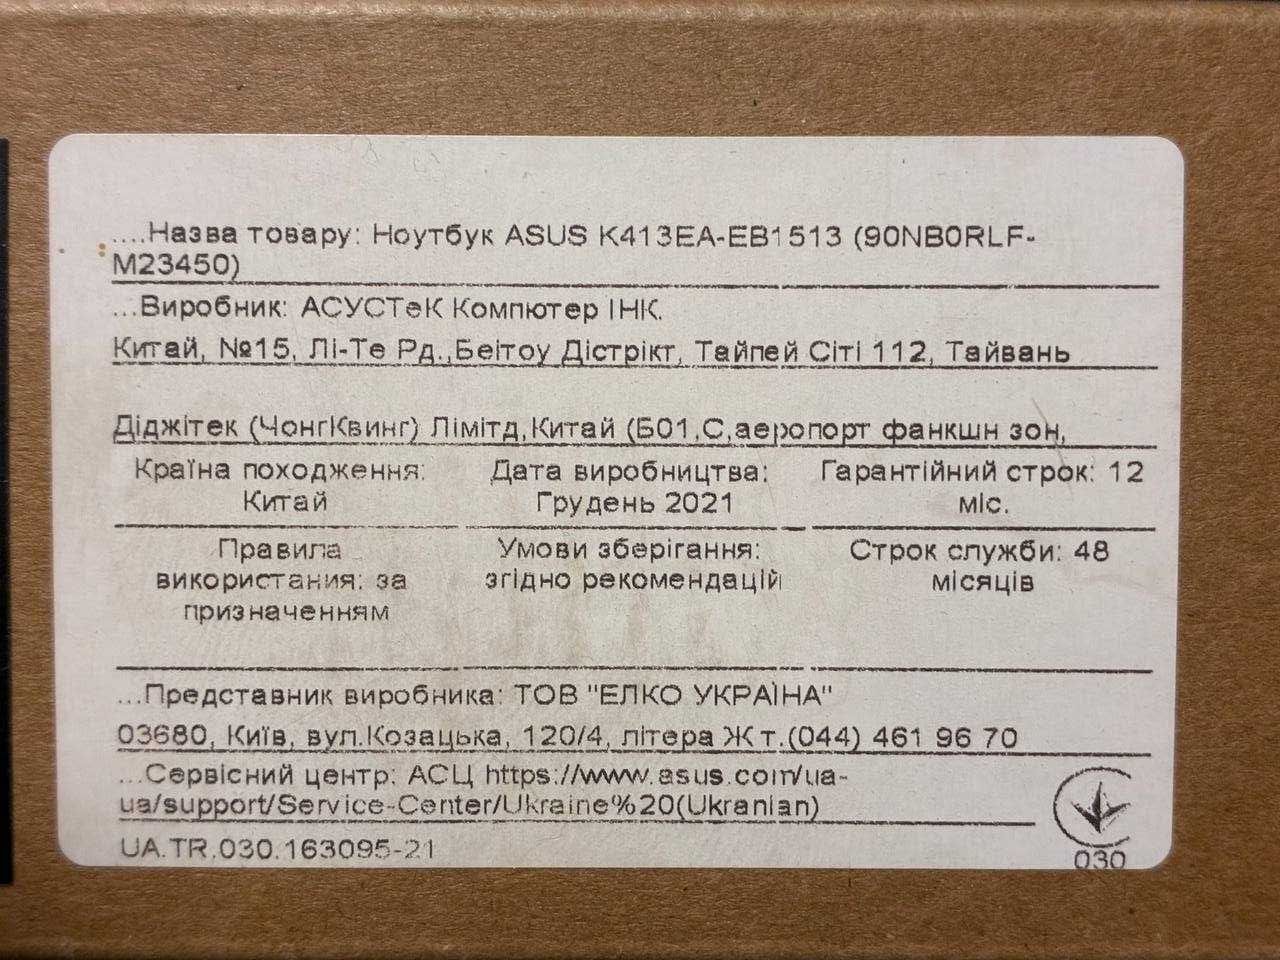 ....Назва товару: Ноутбук ASUS K413EA-EB1513 (90NB0RLF-
M23450)
...Виробник: АСУСТеК Компютер ІНК.
Китай, №15, Лі-Те Рд.,Беітоу Дістрікт, Тайпей Сіті 112, Тайвань
Діджітек (ЧонгКвинг) Лімітд,Китай (Б01,С,аеропорт фанкшн зон,
Країна походження:
Китай
Дата виробництва:
Грудень 2021
Гарантійний строк: 12
міс.
Правила
використання: за
призначенням
Умови зберігання:
згідно рекомендацій
Строк служби: 48
місяців
...Представник виробника: ТОВ "ЕЛКО УКРАЇНА"
03680, Київ, вул.Козацька, 120/4, літера Ж т.(044) 461 96 70
...Сервісний центр: АСЦ https://www.asus.com/ua-
ua/support/Service-Center/Ukraine%20(Ukranian)
UA.TR.030.163095-21
030